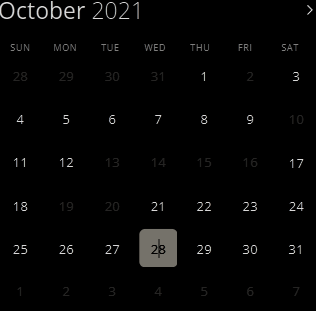 October 2021
SUN MON TUE WED THU FRI SAT
28 29 30 31 1 2 3
4 5 6 7 8 9 10
11 12 13 14 15 16 17
18 19 20 21 22 23 24
25 26 27 28 29 30 31
1 2 3 4 5 6 7